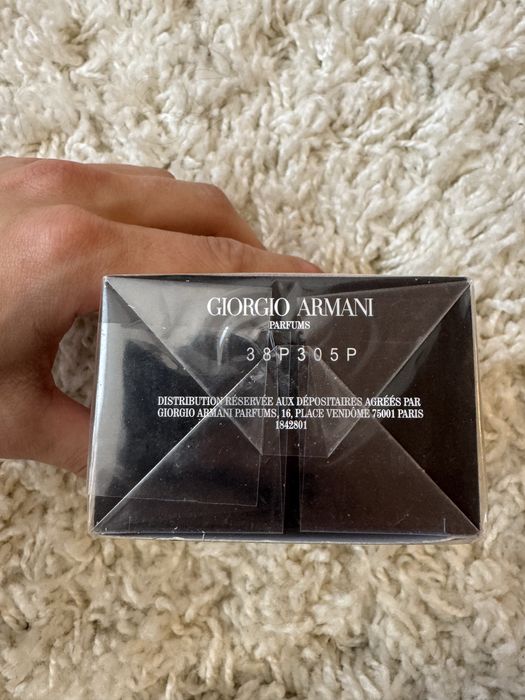 GIORGIO ARMANI
PARFUMS
38P305P
DISTRIBUTION RÉSERVÉE AUX DÉPOSITAIRES AGRÉÉS PAR
GIORGIO ARMANI PARFUMS, 16, PLACE VENDÔME 75001 PARIS
1842801